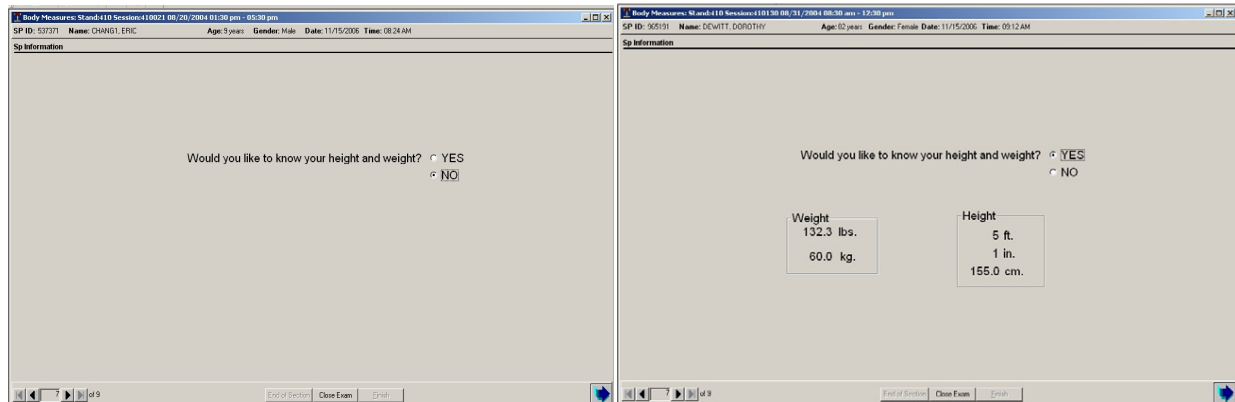 Body Measures: Stand:410 Session:410021 08/20/2004 01:30 pm - 05:30 pm
SP ID: 537371 Name: CHANG1, ERIC Age: 9 years Gender: Male Date: 11/15/2006 Time: 08:24 AM
Sp Information
Would you like to know your height and weight? YES
NO
7 of 9 End of Section Close Exam Finish
Body Measures: Stand:410 Session:410130 08/31/2004 08:30 am - 12:30 pm
SP ID: 965191 Name: DEWITT, DOROTHY Age: 82 years Gender: Female Date: 11/15/2006 Time: 09:12 AM
Sp Information
Would you like to know your height and weight? YES
NO
Weight
132.3 lbs.
60.0 kg.
Height
5 ft.
1 in.
155.0 cm.
7 of 9 End of Section Close Exam Finish